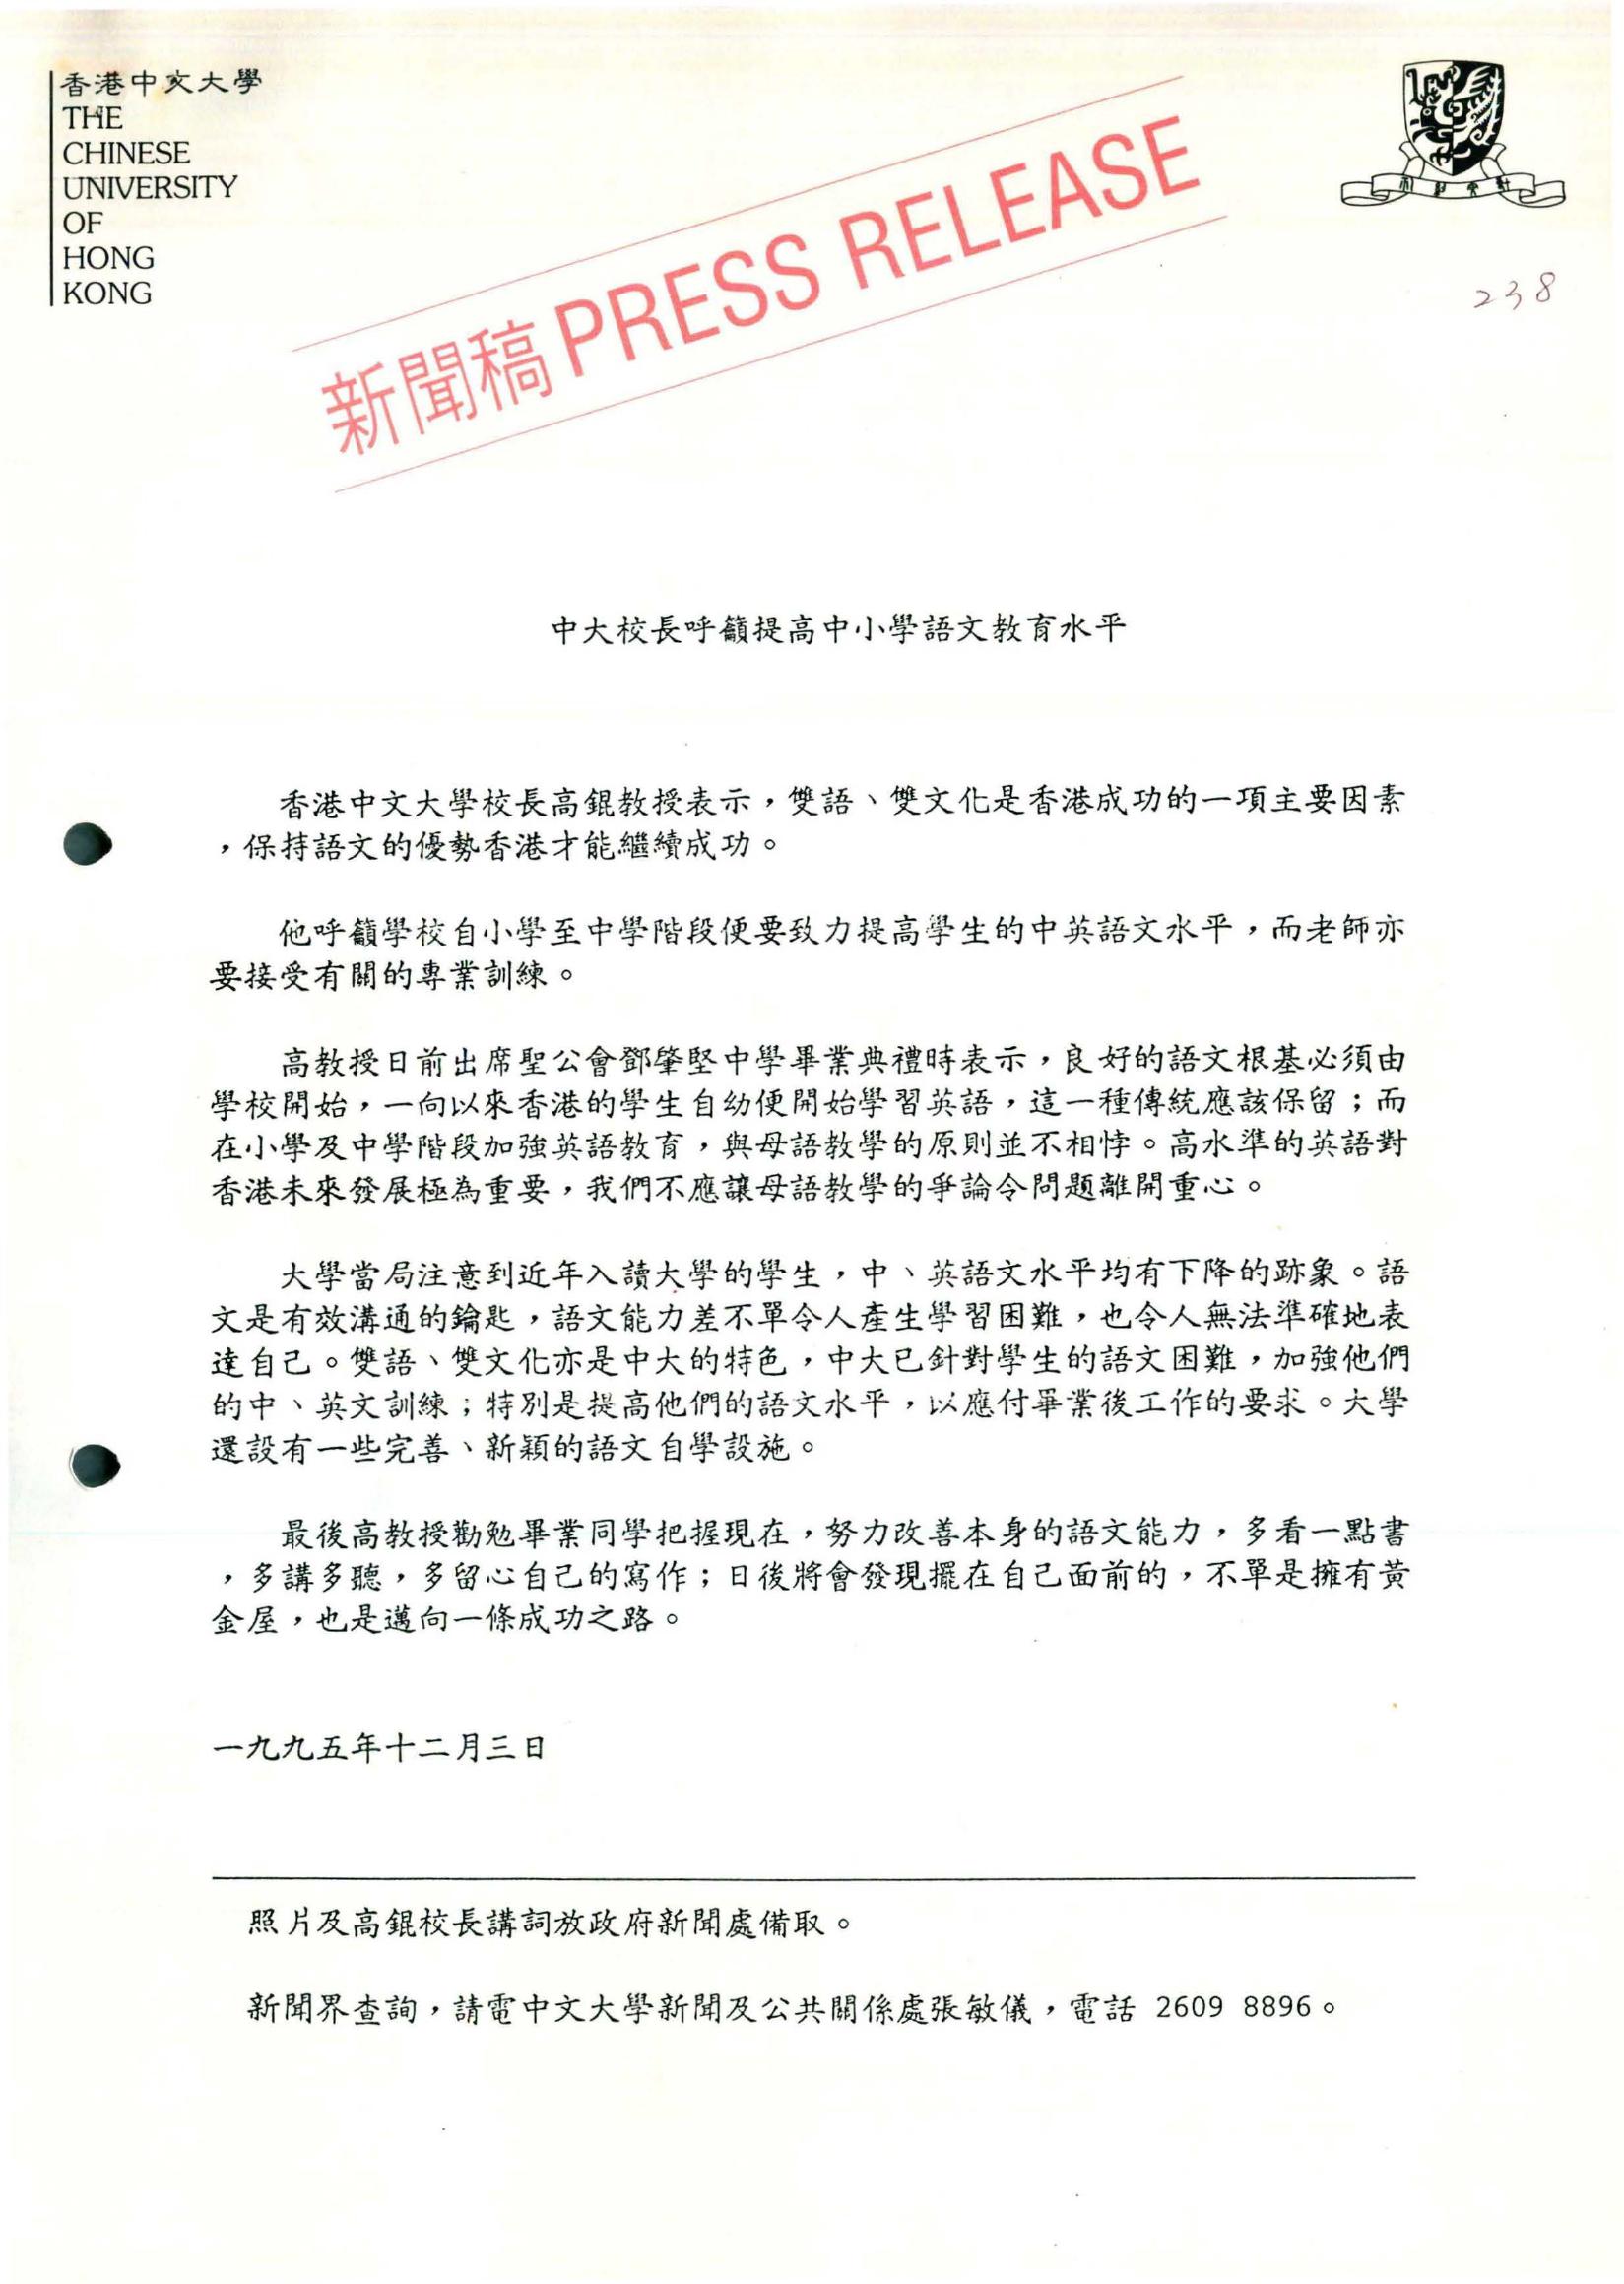 香港中文大學
THE
CHINESE
UNIVERSITY
OF
HONG
KONG
新聞稿 PRESS RELEASE
238
中大校長呼籲提高中小學語文教育水平
香港中文大學校長高錕教授表示，雙語、雙文化是香港成功的一項主要因素
，保持語文的優勢香港才能繼續成功。
他呼籲學校自小學至中學階段便要致力提高學生的中英語文水平，而老師亦
要接受有關的專業訓練。
高教授日前出席聖公會鄧肇堅中學畢業典禮時表示，良好的語文根基必須由
學校開始，一向以來香港的學生自幼便開始學習英語，這一種傳統應該保留；而
在小學及中學階段加強英語教育，與母語教學的原則並不相悖。高水準的英語對
香港未來發展極為重要，我們不應讓母語教學的爭論令問題離開重心。
大學當局注意到近年入讀大學的學生，中、英語文水平均有下降的跡象。語
文是有效溝通的鑰匙，語文能力差不單令人產生學習困難，也令人無法準確地表
達自己。雙語、雙文化亦是中大的特色，中大已針對學生的語文困難，加強他們
的中、英文訓練；特別是提高他們的語文水平，以應付畢業後工作的要求。大學
還設有一些完善、新穎的語文自學設施。
最後高教授勸勉畢業同學把握現在，努力改善本身的語文能力，多看一點書
，多講多聽，多留心自己的寫作；日後將會發現擺在自己面前的，不單是擁有黃
金屋，也是邁向一條成功之路。
一九九五年十二月三日
照片及高錕校長講詞放政府新聞處備取。
新聞界查詢，請電中文大學新聞及公共關係處張敏儀，電話 2609 8896。